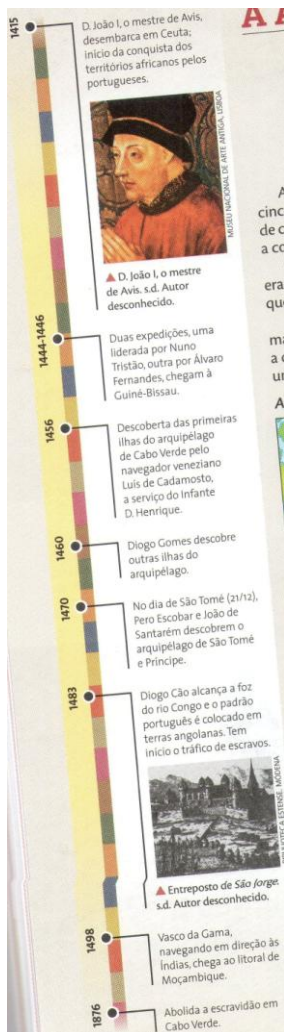 1415
D. João I, o mestre de Avis,
desembarca em Ceuta;
início da conquista dos
territórios africanos pelos
portugueses.
MUSEU NACIONAL DE ARTE ANTIGA, LISBOA
▲ D. João I, o mestre
de Avis. s.d. Autor
desconhecido.
1444-1446
Duas expedições, uma
liderada por Nuno
Tristão, outra por Álvaro
Fernandes, chegam à
Guiné-Bissau.
1456
Descoberta das primeiras
ilhas do arquipélago
de Cabo Verde pelo
navegador veneziano
Luis de Cadamosto,
a serviço do Infante
D. Henrique.
1460
Diogo Gomes descobre
outras ilhas do
arquipélago.
1470
No dia de São Tomé (21/12),
Pero Escobar e João de
Santarém descobrem o
arquipélago de São Tomé
e Principe.
1483
Diogo Cão alcança a foz
do rio Congo e o padrão
português é colocado em
terras angolanas. Tem
início o tráfico de escravos.
BIBLIOTECA ESTENSE, MODENA
▲ Entreposto de São Jorge.
s.d. Autor desconhecido.
1498
Vasco da Gama,
navegando em direção às
Índias, chega ao litoral de
Moçambique.
1876
Abolida a escravidão em
Cabo Verde.
A A
A
cinc
de c
a co
era
que
ma
a c
un
A